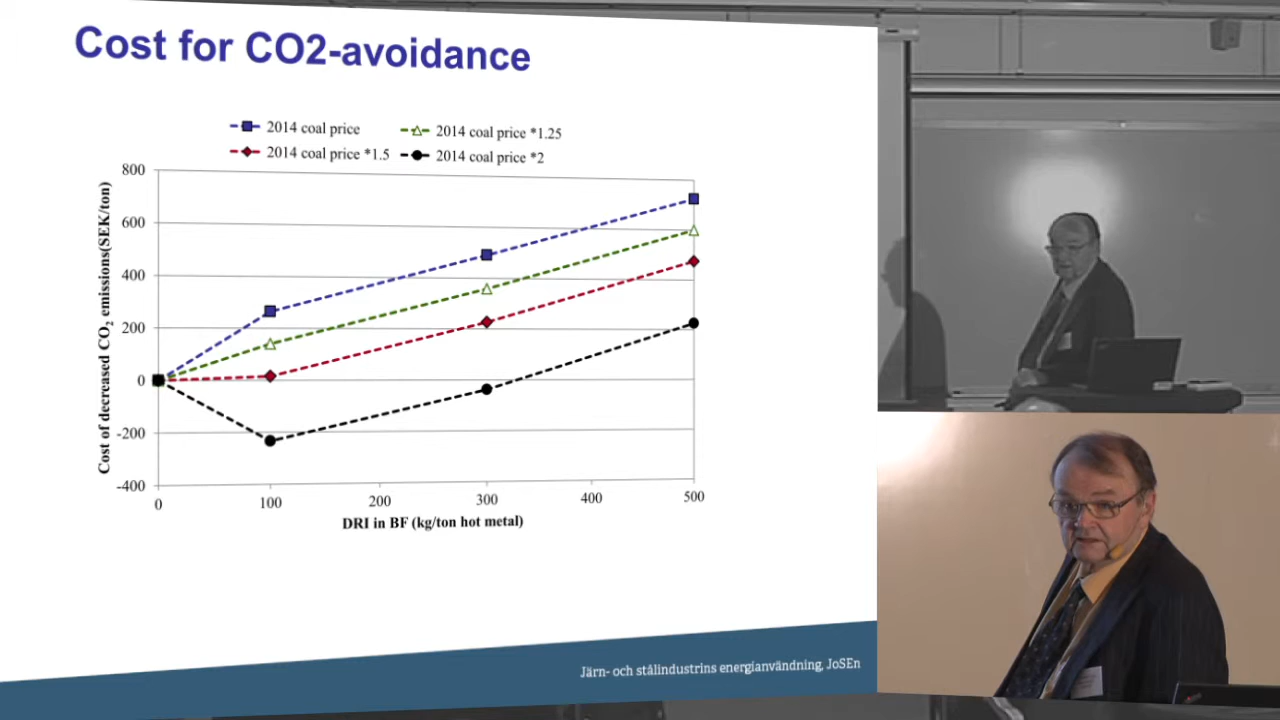 Cost for CO2-avoidance
2014 coal price
2014 coal price *1.25
2014 coal price *1.5
2014 coal price *2
Cost of decreased CO₂ emissions(SEK/ton)
800
600
400
200
0
-200
-400
0
100
200
300
400
500
DRI in BF (kg/ton hot metal)
Järn- och stålindustrins energianvändning, JoSEn